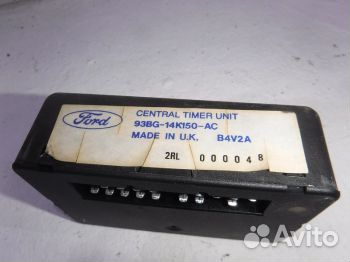 Ford
CENTRAL TIMER UNIT
93BG-14K150-AC
MADE IN U.K. B4V2A
2RL 000048
Avito